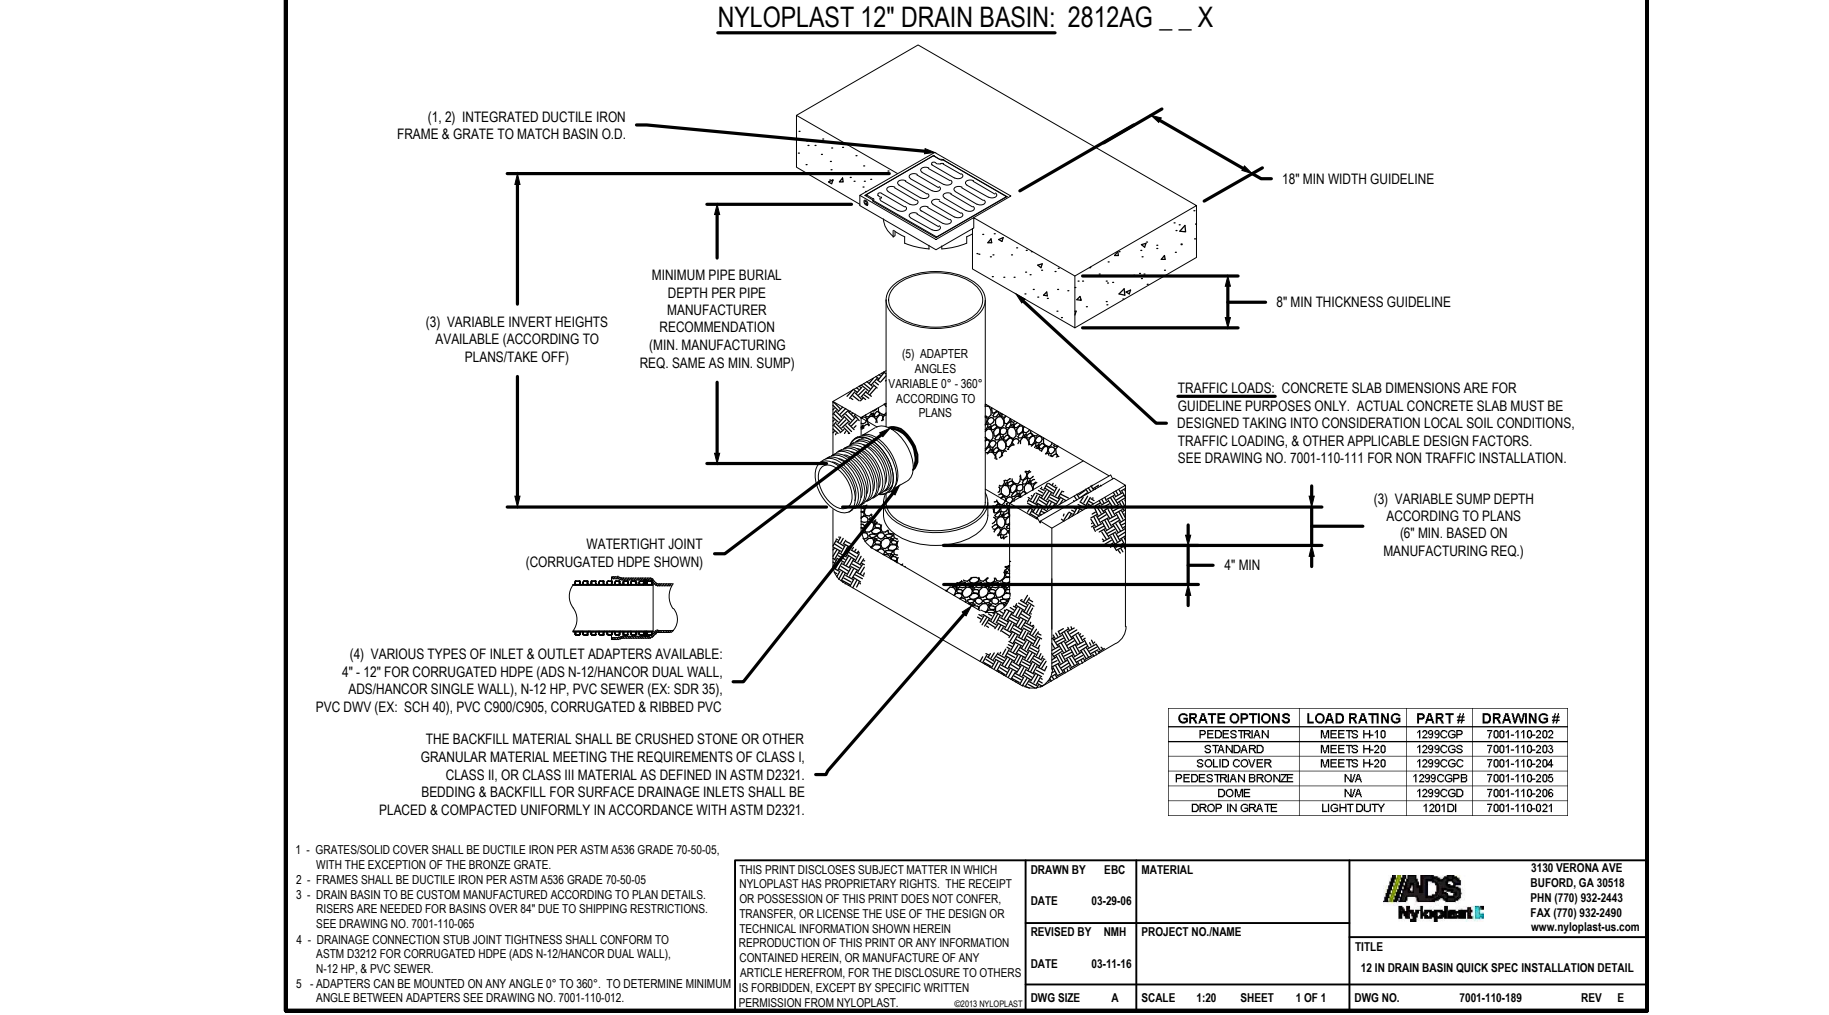 NYLOPLAST 12" DRAIN BASIN: 2812AG _ _ X
(1, 2) INTEGRATED DUCTILE IRON
FRAME & GRATE TO MATCH BASIN O.D.
18" MIN WIDTH GUIDELINE
MINIMUM PIPE BURIAL
DEPTH PER PIPE
MANUFACTURER
RECOMMENDATION
(MIN. MANUFACTURING
REQ. SAME AS MIN. SUMP)
8" MIN THICKNESS GUIDELINE
(3) VARIABLE INVERT HEIGHTS
AVAILABLE (ACCORDING TO
PLANS/TAKE OFF)
(5) ADAPTER
ANGLES
VARIABLE 0° - 360°
ACCORDING TO
PLANS
TRAFFIC LOADS: CONCRETE SLAB DIMENSIONS ARE FOR
GUIDELINE PURPOSES ONLY. ACTUAL CONCRETE SLAB MUST BE
DESIGNED TAKING INTO CONSIDERATION LOCAL SOIL CONDITIONS,
TRAFFIC LOADING, & OTHER APPLICABLE DESIGN FACTORS.
SEE DRAWING NO. 7001-110-111 FOR NON TRAFFIC INSTALLATION.
(3) VARIABLE SUMP DEPTH
ACCORDING TO PLANS
(6" MIN. BASED ON
MANUFACTURING REQ.)
4" MIN
WATERTIGHT JOINT
(CORRUGATED HDPE SHOWN)
(4) VARIOUS TYPES OF INLET & OUTLET ADAPTERS AVAILABLE:
4" - 12" FOR CORRUGATED HDPE (ADS N-12/HANCOR DUAL WALL,
ADS/HANCOR SINGLE WALL), N-12 HP, PVC SEWER (EX: SDR 35),
PVC DWV (EX: SCH 40), PVC C900/C905, CORRUGATED & RIBBED PVC
THE BACKFILL MATERIAL SHALL BE CRUSHED STONE OR OTHER
GRANULAR MATERIAL MEETING THE REQUIREMENTS OF CLASS I,
CLASS II, OR CLASS III MATERIAL AS DEFINED IN ASTM D2321.
BEDDING & BACKFILL FOR SURFACE DRAINAGE INLETS SHALL BE
PLACED & COMPACTED UNIFORMLY IN ACCORDANCE WITH ASTM D2321.
GRATE OPTIONS LOAD RATING PART # DRAWING #
PEDESTRIAN MEETS H-10 1299CGP 7001-110-202
STANDARD MEETS H-20 1299CGS 7001-110-203
SOLID COVER MEETS H-20 1299CGC 7001-110-204
PEDESTRIAN BRONZE N/A 1299CGPB 7001-110-205
DOME N/A 1299CGD 7001-110-206
DROP IN GRATE LIGHT DUTY 1201DI 7001-110-021
1 - GRATES/SOLID COVER SHALL BE DUCTILE IRON PER ASTM A536 GRADE 70-50-05,
WITH THE EXCEPTION OF THE BRONZE GRATE.
2 - FRAMES SHALL BE DUCTILE IRON PER ASTM A536 GRADE 70-50-05
3 - DRAIN BASIN TO BE CUSTOM MANUFACTURED ACCORDING TO PLAN DETAILS.
RISERS ARE NEEDED FOR BASINS OVER 84" DUE TO SHIPPING RESTRICTIONS.
SEE DRAWING NO. 7001-110-065
4 - DRAINAGE CONNECTION STUB JOINT TIGHTNESS SHALL CONFORM TO
ASTM D3212 FOR CORRUGATED HDPE (ADS N-12/HANCOR DUAL WALL),
N-12 HP, & PVC SEWER.
5 - ADAPTERS CAN BE MOUNTED ON ANY ANGLE 0° TO 360°. TO DETERMINE MINIMUM
ANGLE BETWEEN ADAPTERS SEE DRAWING NO. 7001-110-012.
THIS PRINT DISCLOSES SUBJECT MATTER IN WHICH
NYLOPLAST HAS PROPRIETARY RIGHTS. THE RECEIPT
OR POSSESSION OF THIS PRINT DOES NOT CONFER,
TRANSFER, OR LICENSE THE USE OF THE DESIGN OR
TECHNICAL INFORMATION SHOWN HEREIN
REPRODUCTION OF THIS PRINT OR ANY INFORMATION
CONTAINED HEREIN, OR MANUFACTURE OF ANY
ARTICLE HEREFROM, FOR THE DISCLOSURE TO OTHERS
IS FORBIDDEN, EXCEPT BY SPECIFIC WRITTEN
PERMISSION FROM NYLOPLAST. ©2013 NYLOPLAST
DRAWN BY EBC
DATE 03-29-06
REVISED BY NMH
DATE 03-11-16
DWG SIZE A
MATERIAL
PROJECT NO./NAME
SCALE 1:20 SHEET 1 OF 1
ADS
Nyloplast
3130 VERONA AVE
BUFORD, GA 30518
PHN (770) 932-2443
FAX (770) 932-2490
www.nyloplast-us.com
TITLE
12 IN DRAIN BASIN QUICK SPEC INSTALLATION DETAIL
DWG NO. 7001-110-189 REV E